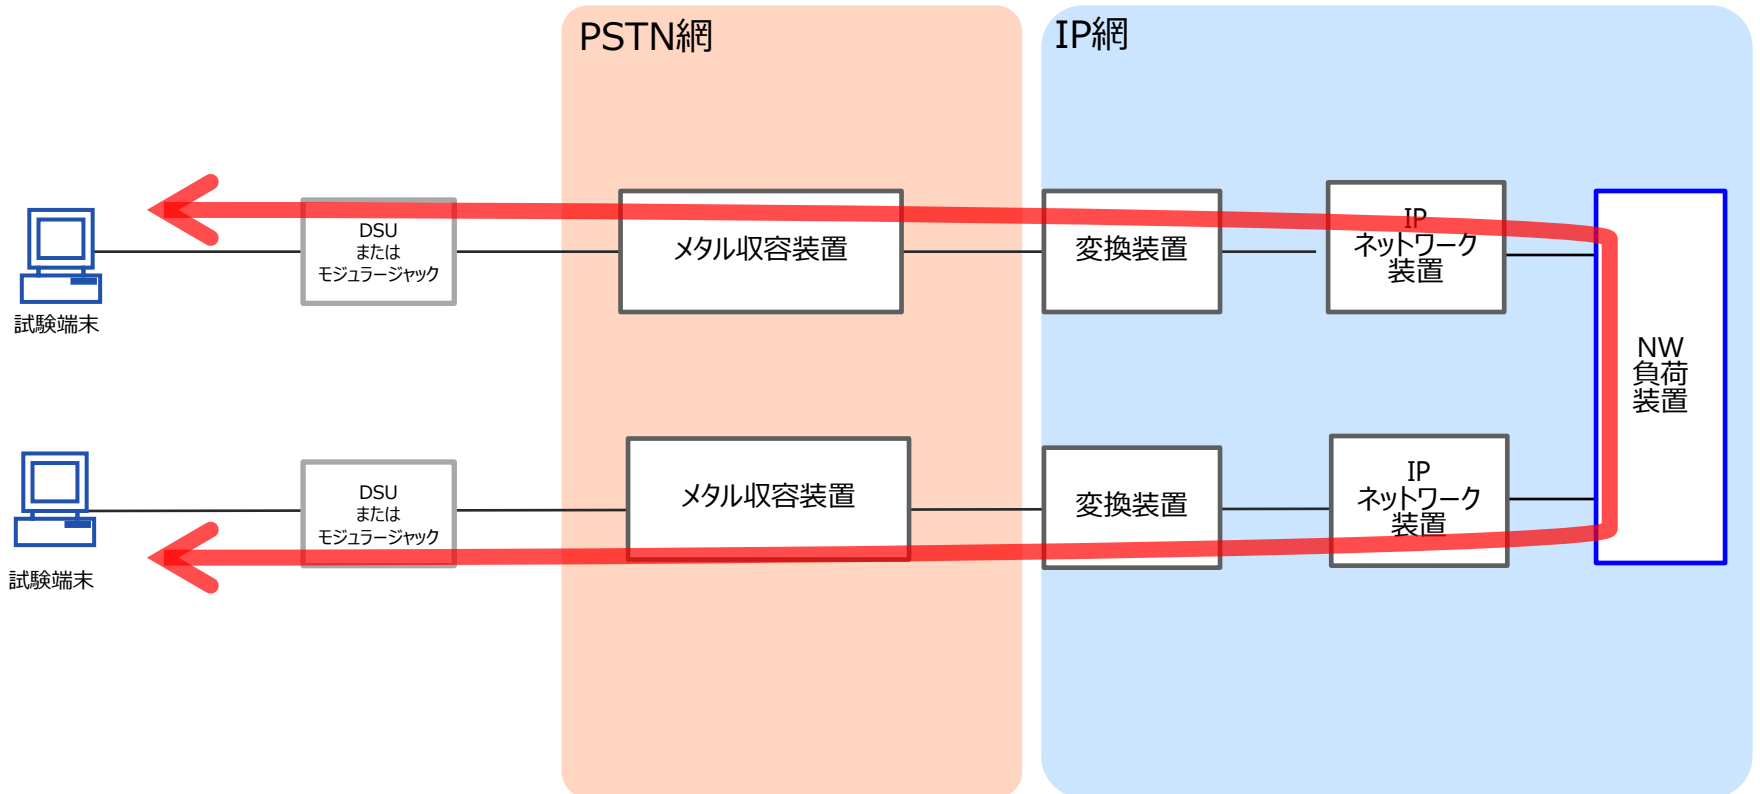 PSTN網
IP網
DSU
または
モジュラージャック
メタル収容装置
変換装置
IP
ネットワーク
装置
試験端末
NW
負荷
装置
DSU
または
モジュラージャック
メタル収容装置
変換装置
IP
ネットワーク
装置
試験端末